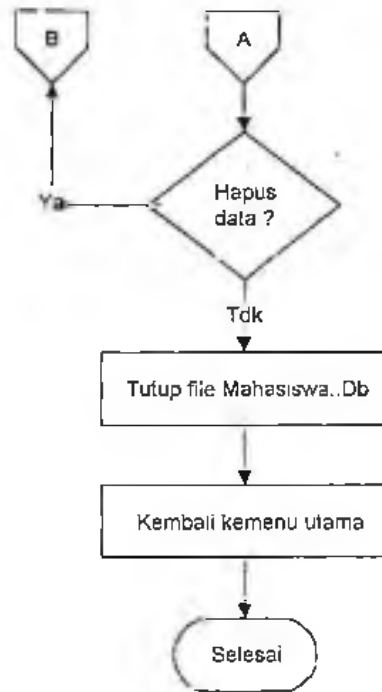 B
A
Hapus
data ?
Ya
Tdk
Tutup file Mahasiswa..Db
Kembali kemenu utama
Selesai